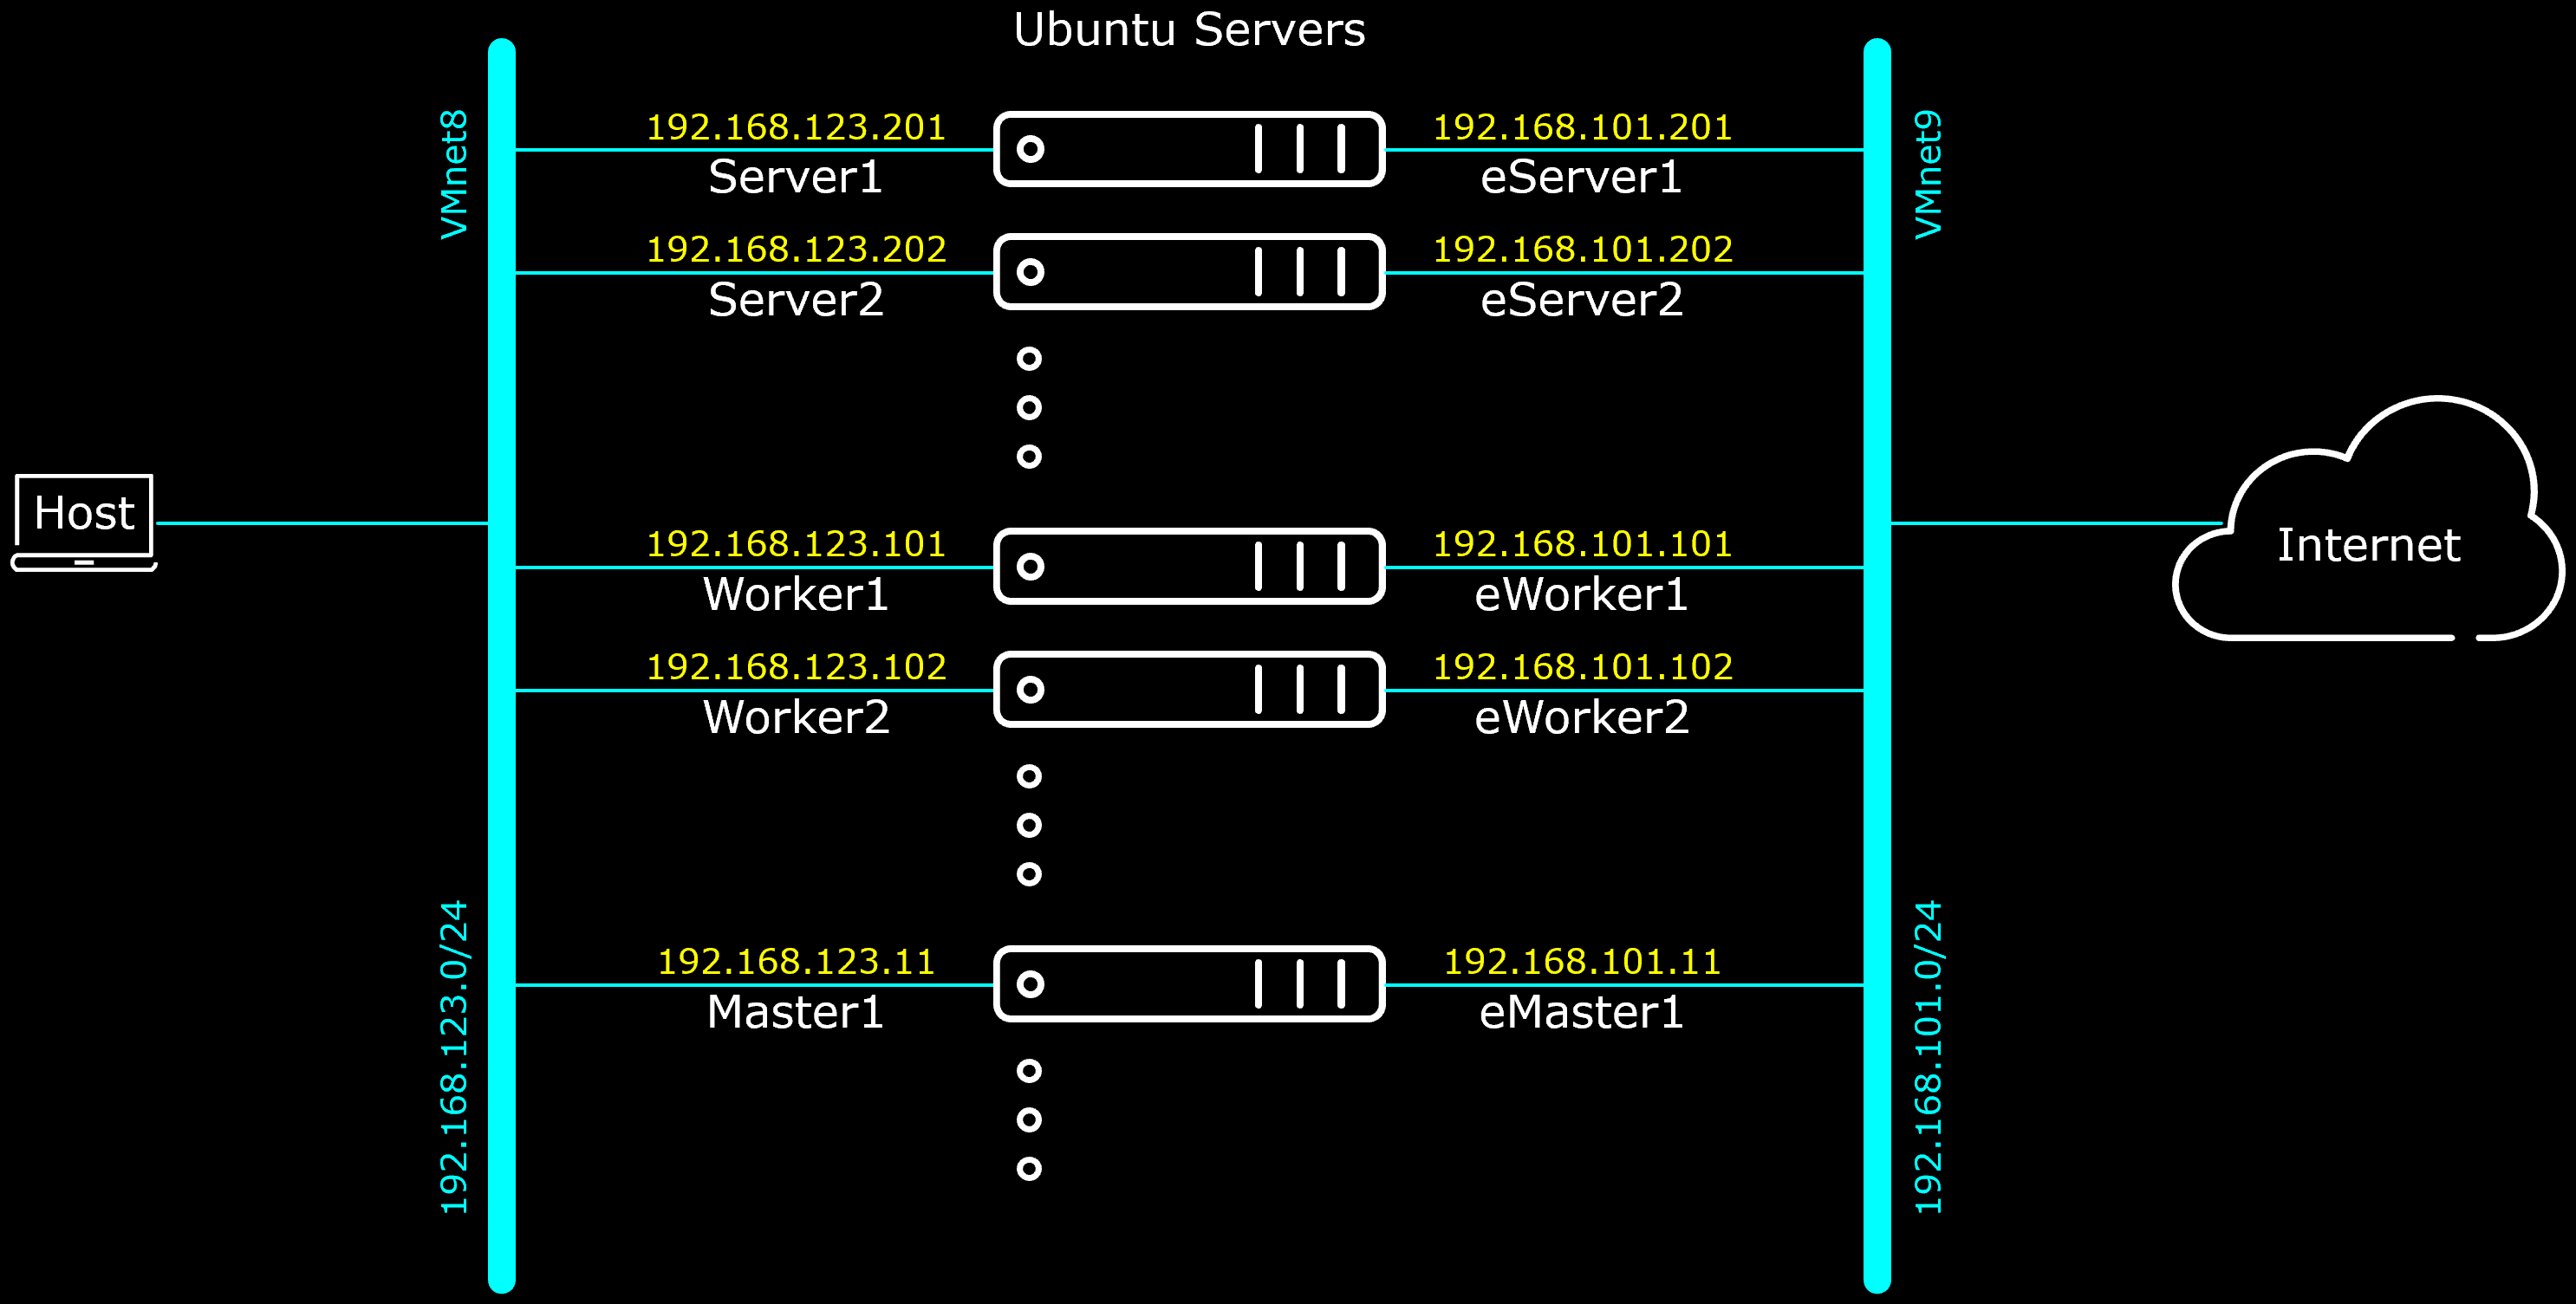 Ubuntu Servers
VMnet8
VMnet9
192.168.123.201
192.168.101.201
Server1
eServer1
192.168.123.202
192.168.101.202
Server2
eServer2
Host
Internet
192.168.123.101
192.168.101.101
Worker1
eWorker1
192.168.123.102
192.168.101.102
Worker2
eWorker2
192.168.123.0/24
192.168.101.0/24
192.168.123.11
192.168.101.11
Master1
eMaster1